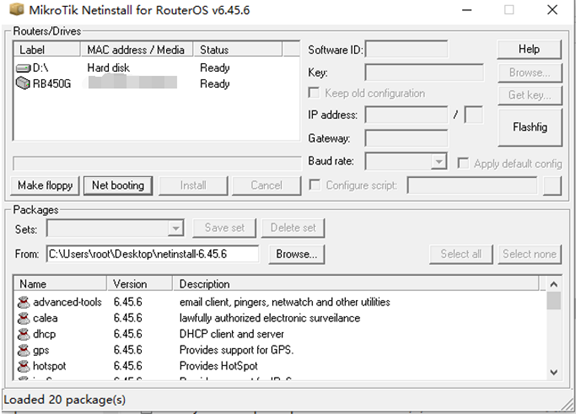 MikroTik Netinstall for RouterOS v6.45.6
Routers/Drives
Label MAC address / Media Status
D:\ Hard disk Ready
RB450G Ready
Software ID: Help
Key: Browse...
Keep old configuration Get key...
IP address: /
Gateway: Flashfig
Baud rate: Apply default config
Make floppy Net booting Install Cancel Configure script:
Packages
Sets: Save set Delete set
From: C:\Users\root\Desktop\netinstall-6.45.6 Browse... Select all Select none
Name Version Description
advanced-tools 6.45.6 email client, pingers, netwatch and other utilities
calea 6.45.6 lawfully authorized electronic surveilance
dhcp 6.45.6 DHCP client and server
gps 6.45.6 Provides support for GPS.
hotspot 6.45.6 Provides HotSpot
Loaded 20 package(s)